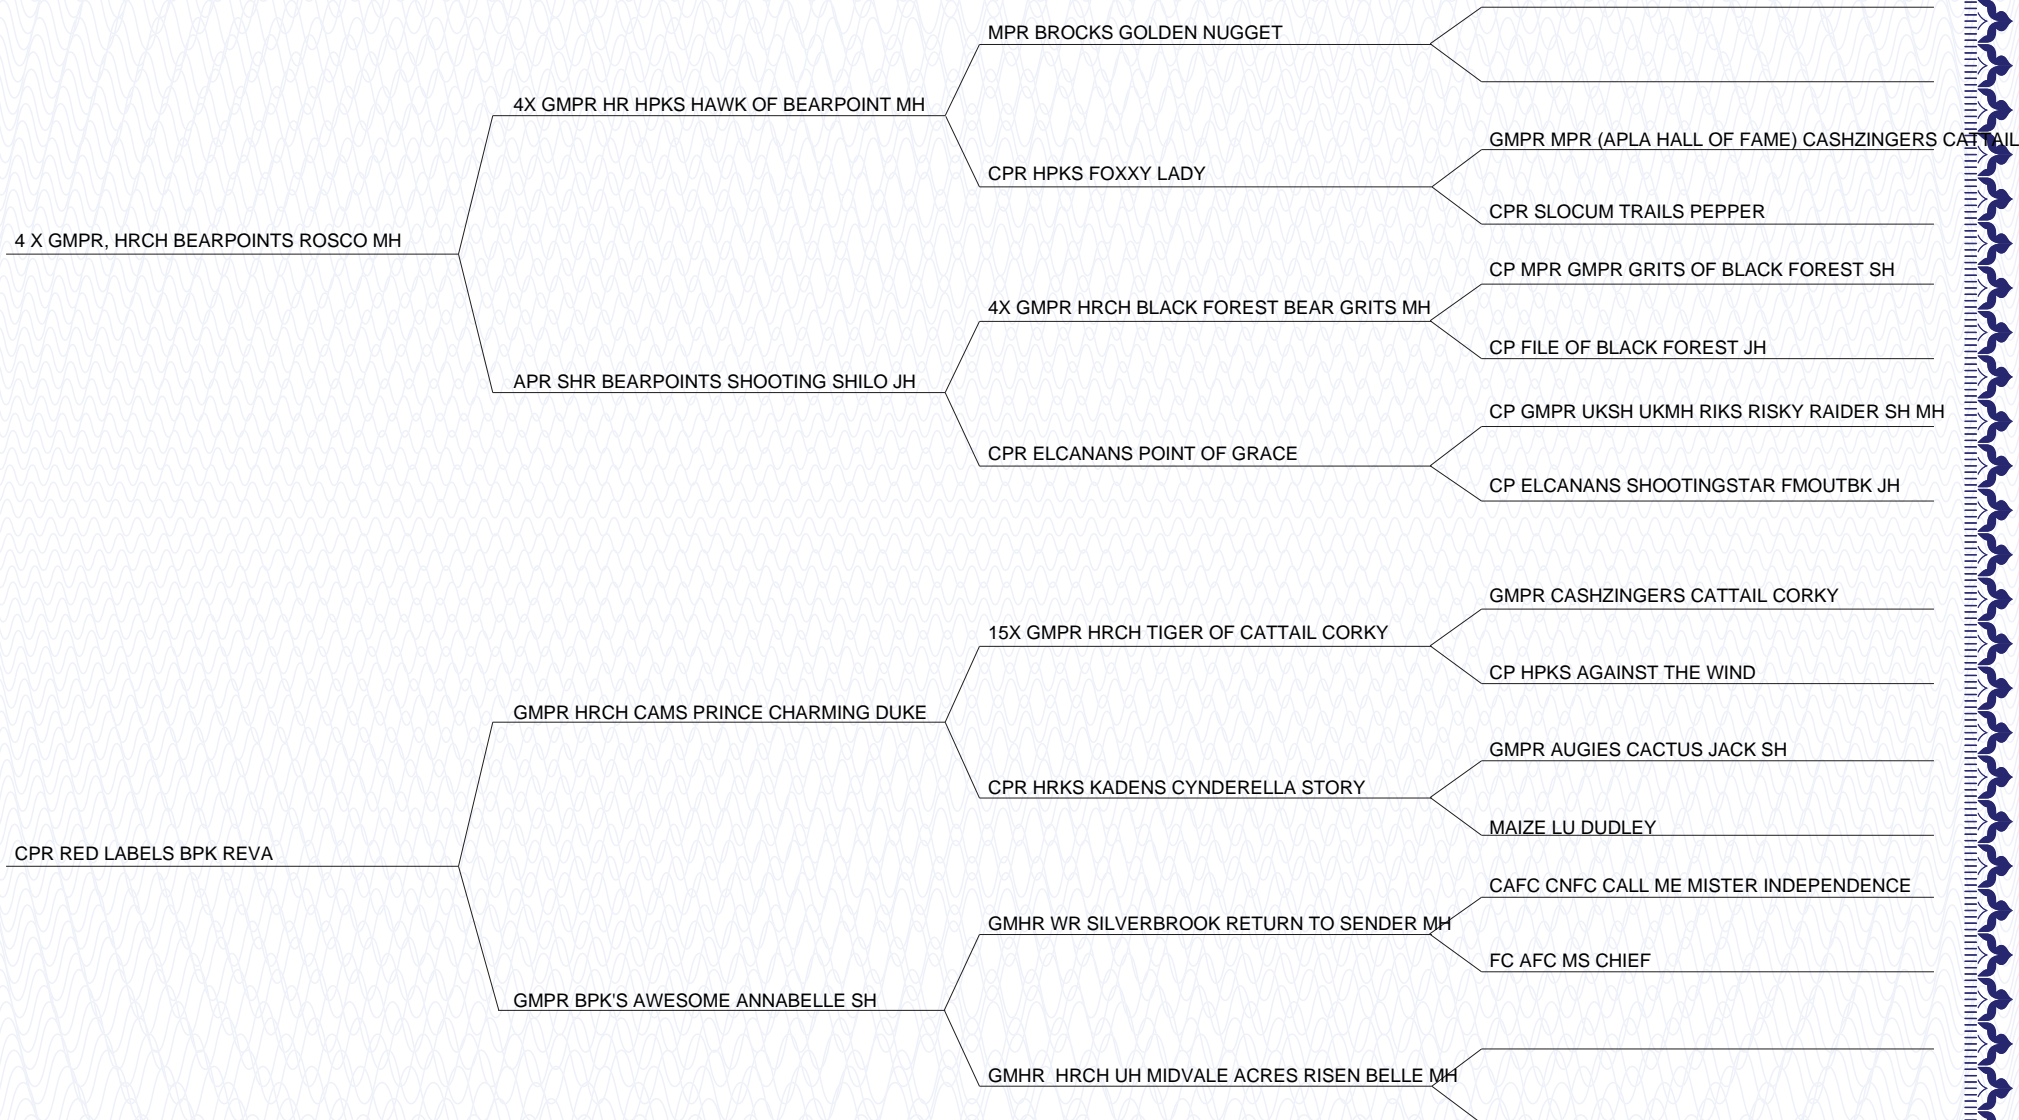 MPR BROCKS GOLDEN NUGGET
4X GMPR HR HPKS HAWK OF BEARPOINT MH
GMPR MPR (APLA HALL OF FAME) CASHZINGERS CATTAIL
CPR HPKS FOXXY LADY
CPR SLOCUM TRAILS PEPPER
4 X GMPR, HRCH BEARPOINTS ROSCO MH
CP MPR GMPR GRITS OF BLACK FOREST SH
4X GMPR HRCH BLACK FOREST BEAR GRITS MH
CP FILE OF BLACK FOREST JH
APR SHR BEARPOINTS SHOOTING SHILO JH
CP GMPR UKSH UKMH RIKS RISKY RAIDER SH MH
CPR ELCANANS POINT OF GRACE
CP ELCANANS SHOOTINGSTAR FMOUTBK JH
GMPR CASHZINGERS CATTAIL CORKY
15X GMPR HRCH TIGER OF CATTAIL CORKY
CP HPKS AGAINST THE WIND
GMPR HRCH CAMS PRINCE CHARMING DUKE
GMPR AUGIES CACTUS JACK SH
CPR HRKS KADENS CYNDERELLA STORY
MAIZE LU DUDLEY
CPR RED LABELS BPK REVA
CAFC CNFC CALL ME MISTER INDEPENDENCE
GMHR WR SILVERBROOK RETURN TO SENDER MH
FC AFC MS CHIEF
GMPR BPK'S AWESOME ANNABELLE SH
GMHR  HRCH UH MIDVALE ACRES RISEN BELLE MH